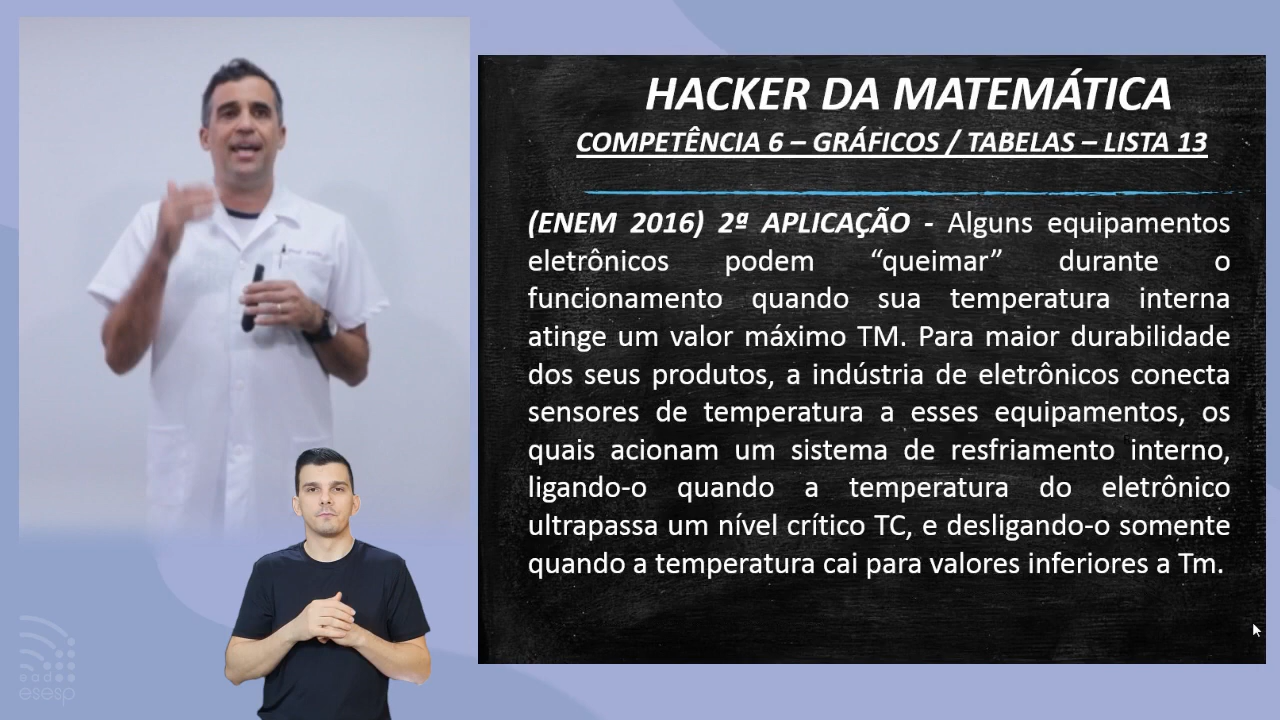 HACKER DA MATEMÁTICA
COMPETÊNCIA 6 – GRÁFICOS / TABELAS – LISTA 13
(ENEM 2016) 2ª APLICAÇÃO - Alguns equipamentos
eletrônicos podem “queimar” durante o
funcionamento quando sua temperatura interna
atinge um valor máximo TM. Para maior durabilidade
dos seus produtos, a indústria de eletrônicos conecta
sensores de temperatura a esses equipamentos, os
quais acionam um sistema de resfriamento interno,
ligando-o quando a temperatura do eletrônico
ultrapassa um nível crítico TC, e desligando-o somente
quando a temperatura cai para valores inferiores a Tm.
ead
esesp